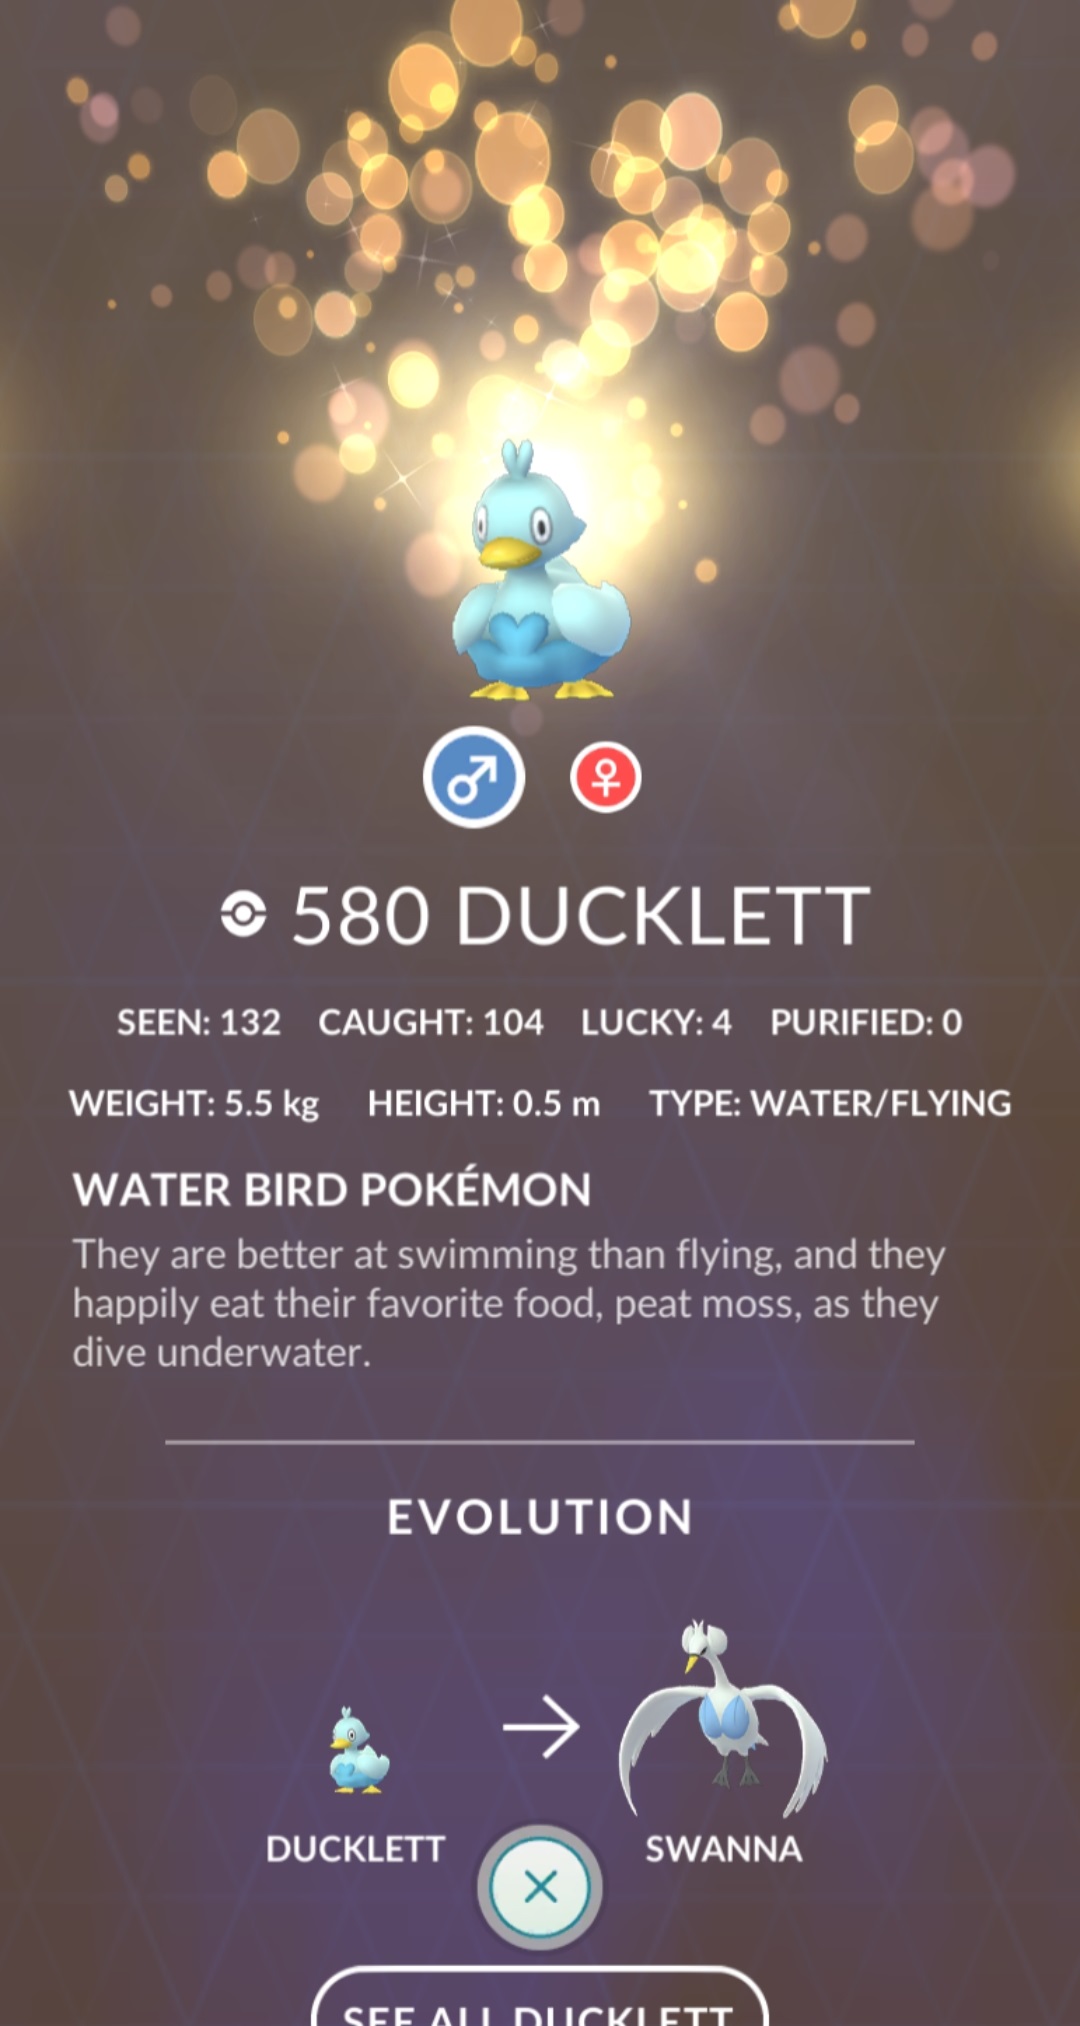 580 DUCKLETT
SEEN: 132 CAUGHT: 104 LUCKY: 4 PURIFIED: 0
WEIGHT: 5.5 kg HEIGHT: 0.5 m TYPE: WATER/FLYING
WATER BIRD POKÉMON
They are better at swimming than flying, and they
happily eat their favorite food, peat moss, as they
dive underwater.
EVOLUTION
DUCKLETT SWANNA
SEE ALL DUCKLETT